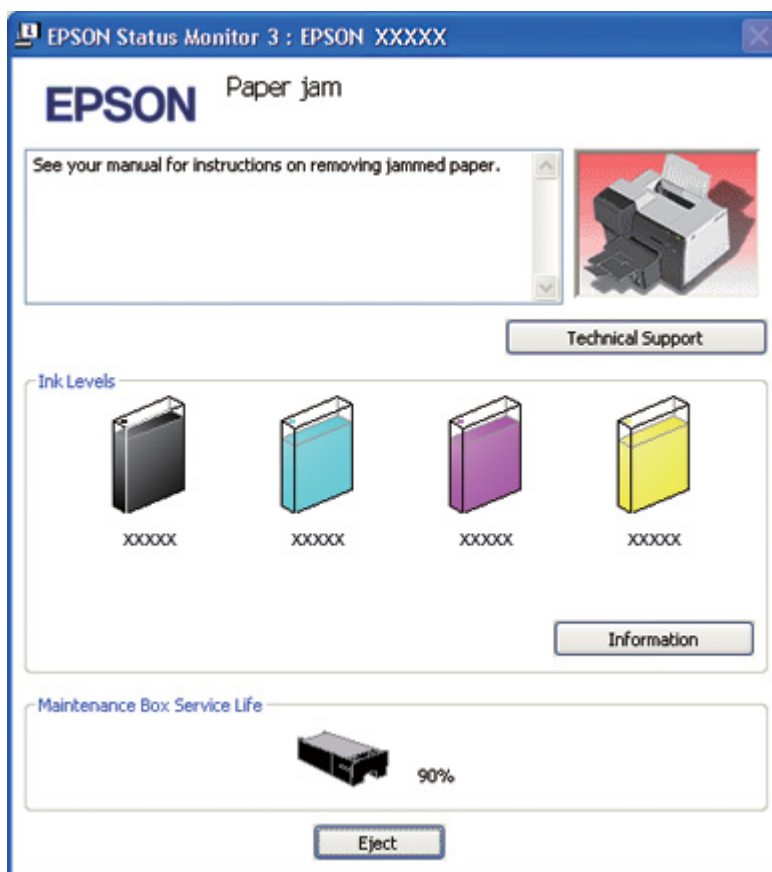 EPSON Status Monitor 3 : EPSON XXXXX
EPSON
Paper jam
See your manual for instructions on removing jammed paper.
Technical Support
Ink Levels
XXXXX XXXXX XXXXX XXXXX
Information
Maintenance Box Service Life
90%
Eject